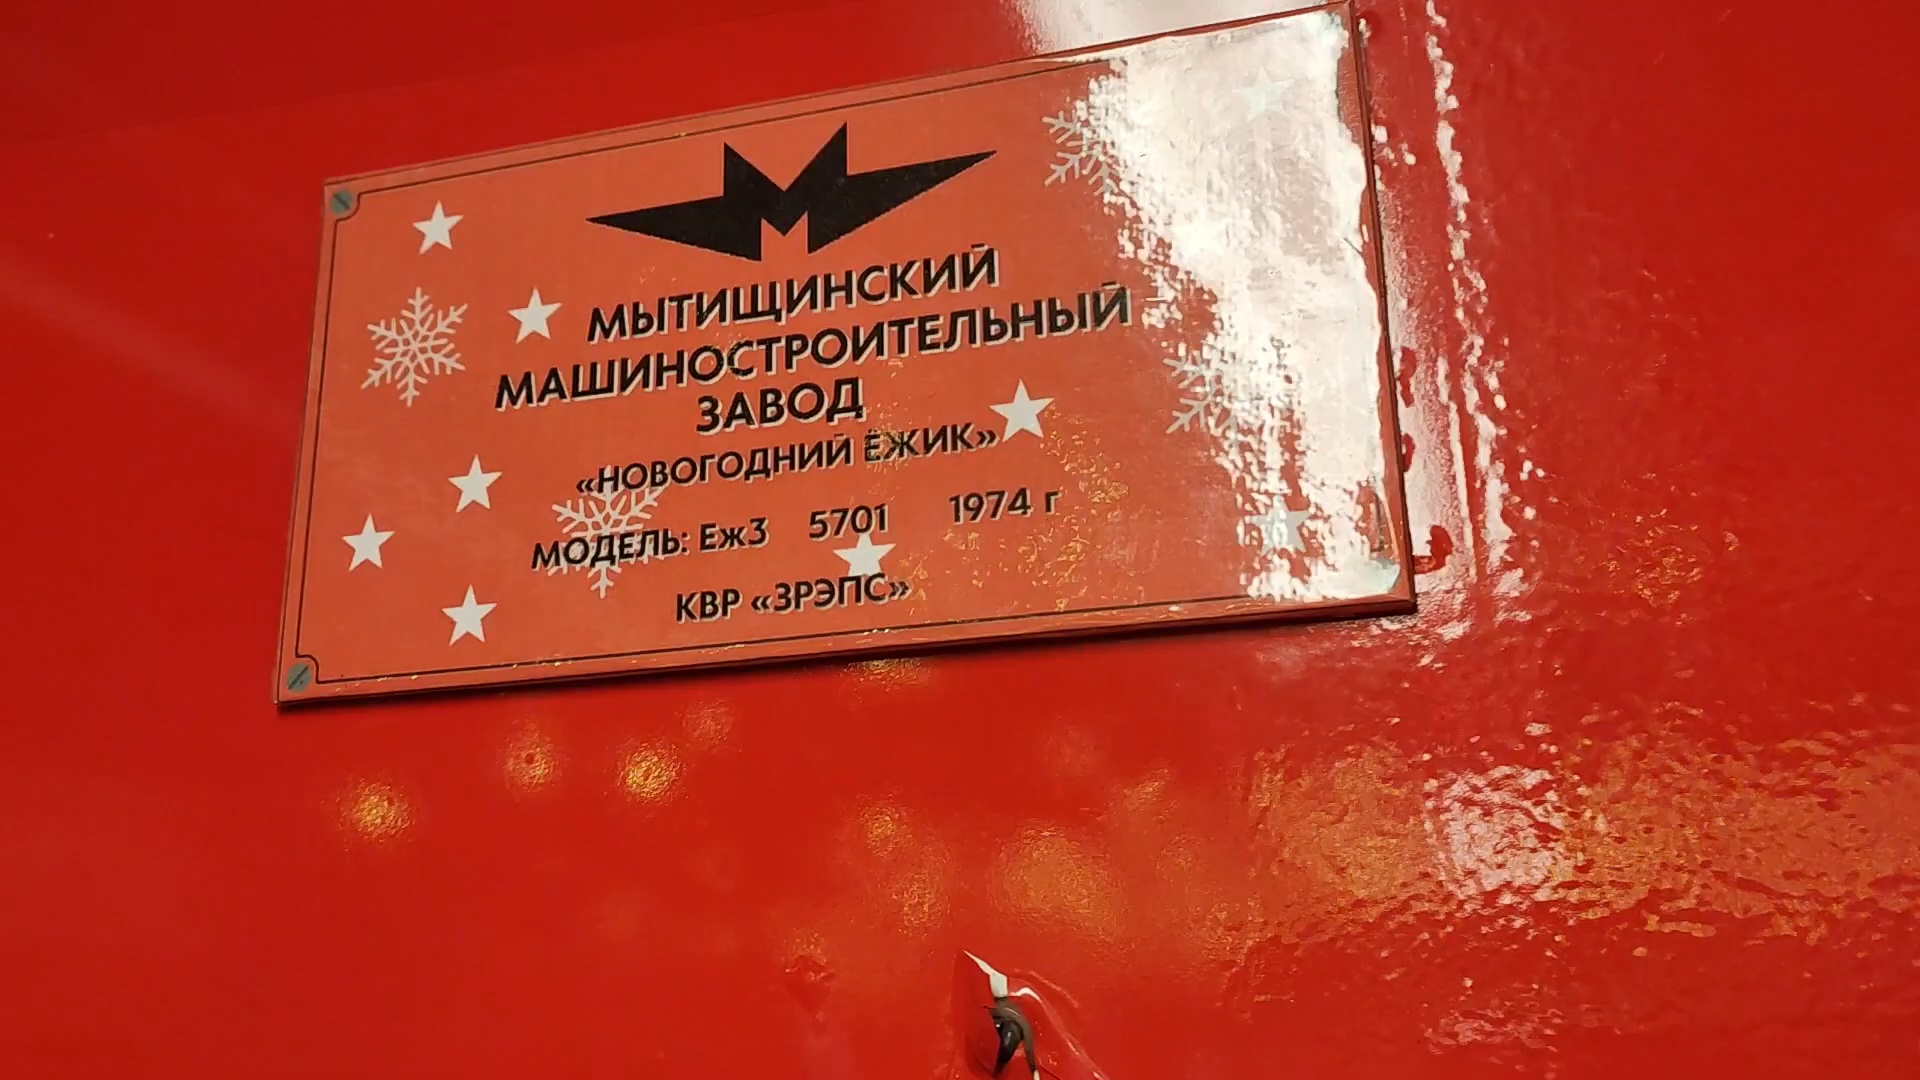 МЫТИЩИНСКИЙ
МАШИНОСТРОИТЕЛЬНЫЙ
ЗАВОД
«НОВОГОДНИЙ ЁЖИК»
МОДЕЛЬ: Еж3 5701 1974 г
КВР «ЗРЭПС»